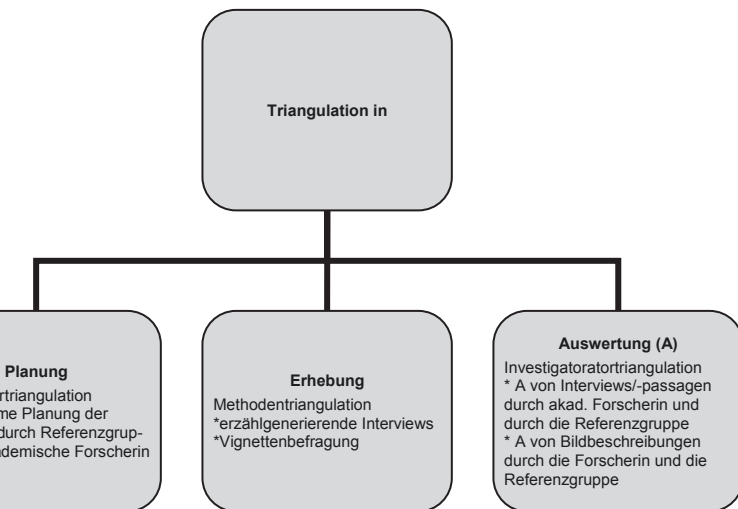 Triangulation in
Planung
rtriangulation
me Planung der
durch Referenzgrup-
ademische Forscherin
Erhebung
Methodentriangulation
*erzählgenerierende Interviews
*Vignettenbefragung
Auswertung (A)
Investigatoratortriangulation
* A von Interviews/-passagen
durch akad. Forscherin und
durch die Referenzgruppe
* A von Bildbeschreibungen
durch die Forscherin und die
Referenzgruppe